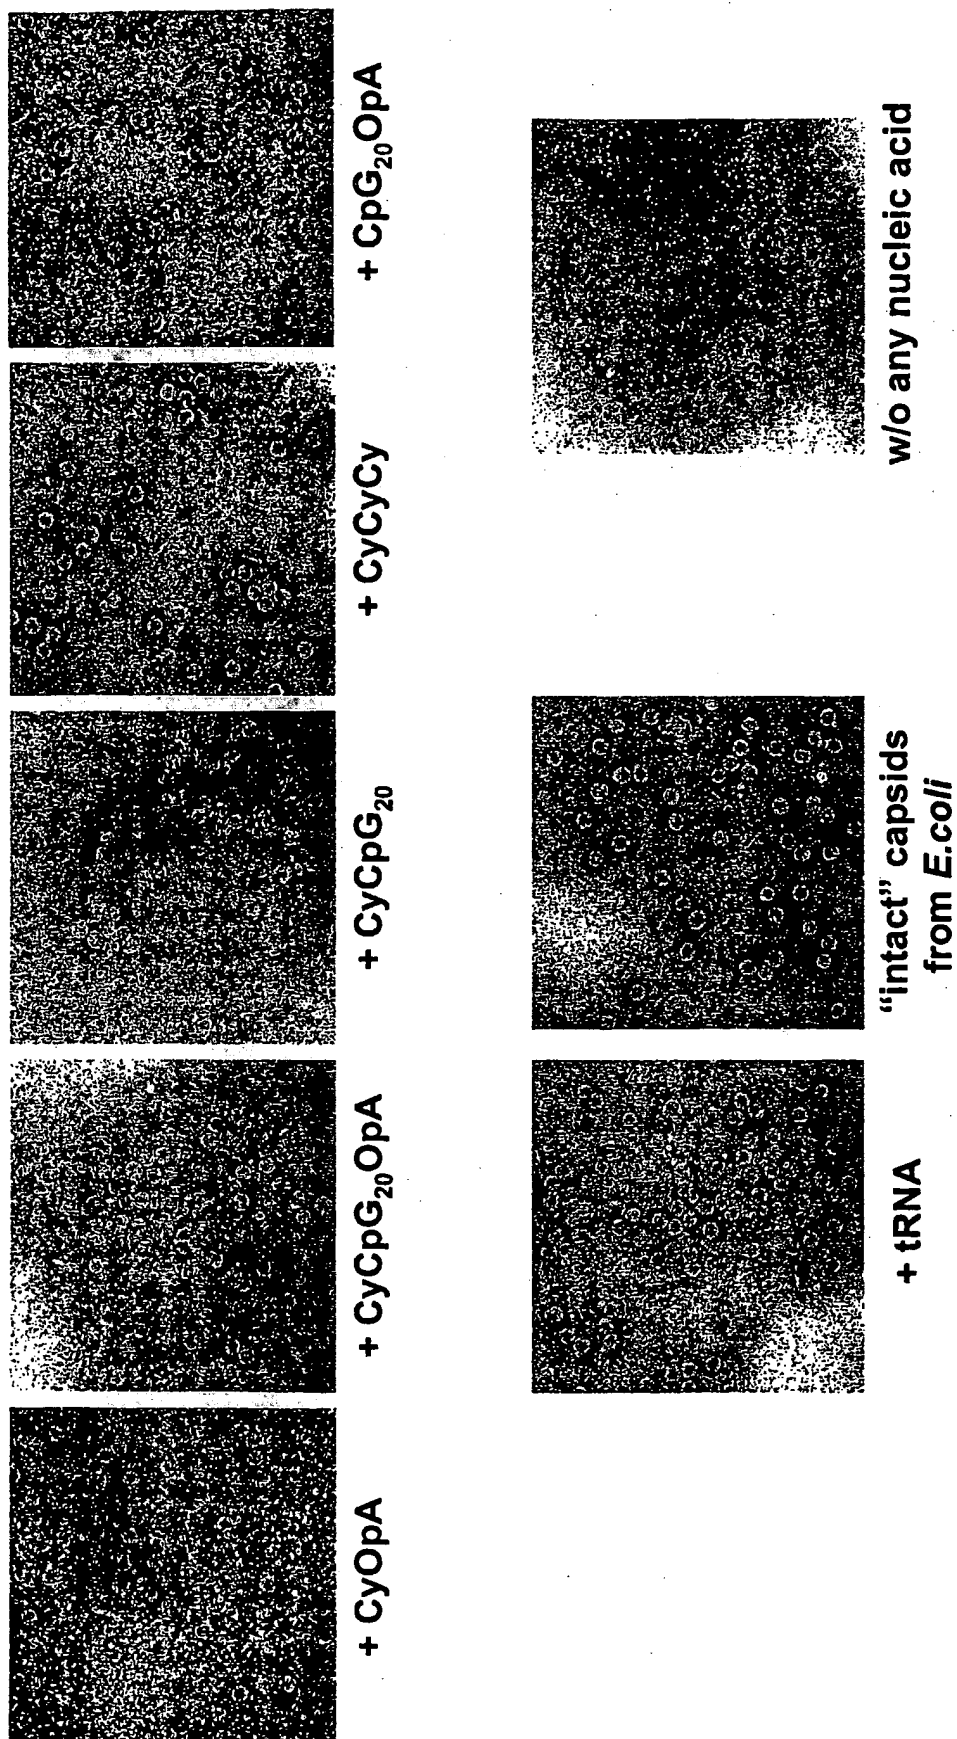 + CyOpA
+ CyCpG₂₀OpA
+ CyCpG₂₀
+ CyCyCy
+ CpG₂₀OpA
+ tRNA
“intact” capsids
from E.coli
w/o any nucleic acid